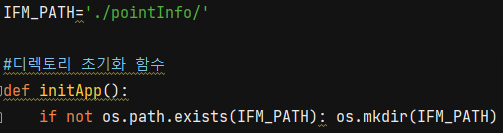 IFM_PATH='./pointInfo/'
#디렉토리 초기화 함수
def initApp():
    if not os.path.exists(IFM_PATH): os.mkdir(IFM_PATH)